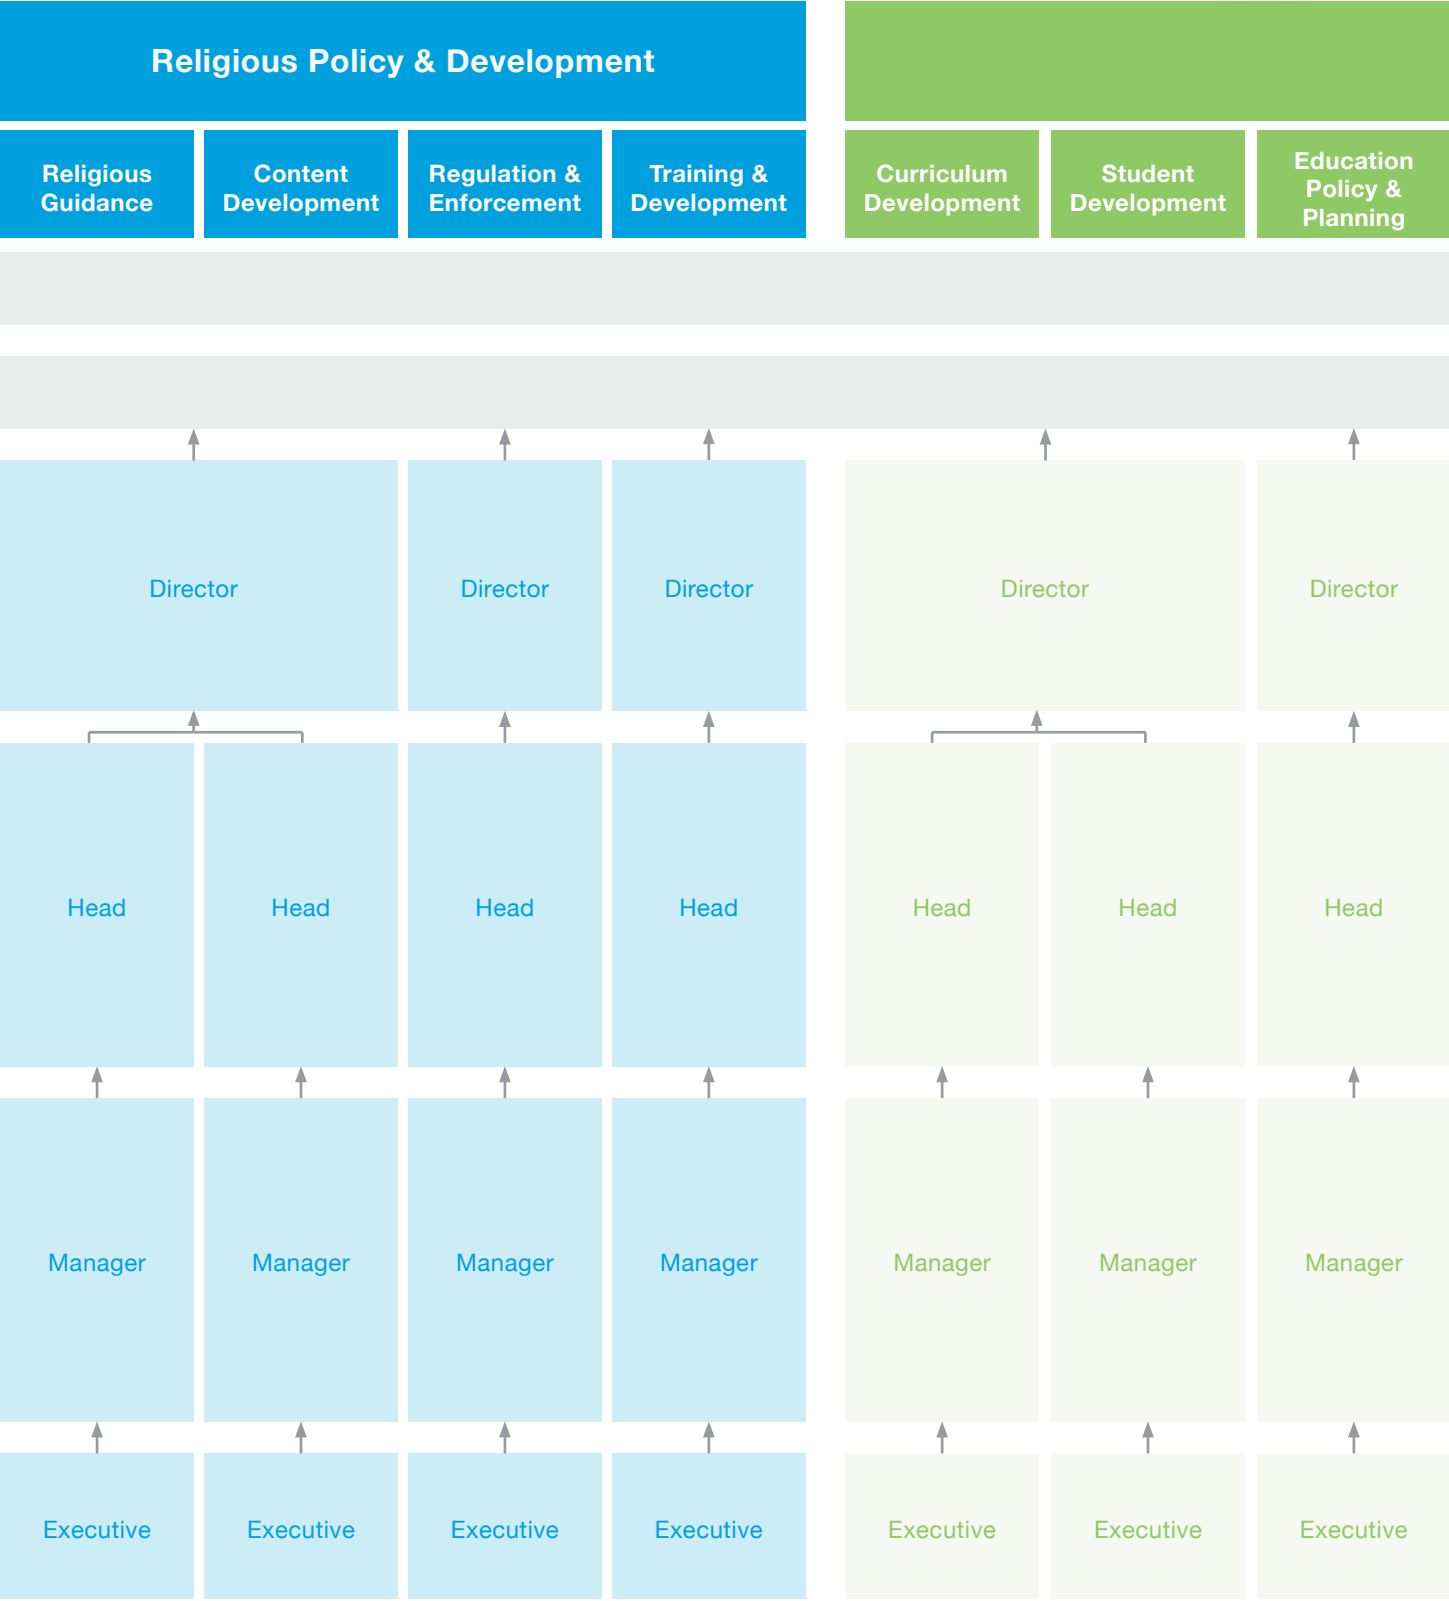 Religious Policy & Development
Religious
Guidance
Content
Development
Regulation &
Enforcement
Training &
Development
Curriculum
Development
Student
Development
Education
Policy &
Planning
Director
Director
Director
Director
Director
Head
Head
Head
Head
Head
Head
Head
Manager
Manager
Manager
Manager
Manager
Manager
Manager
Executive
Executive
Executive
Executive
Executive
Executive
Executive